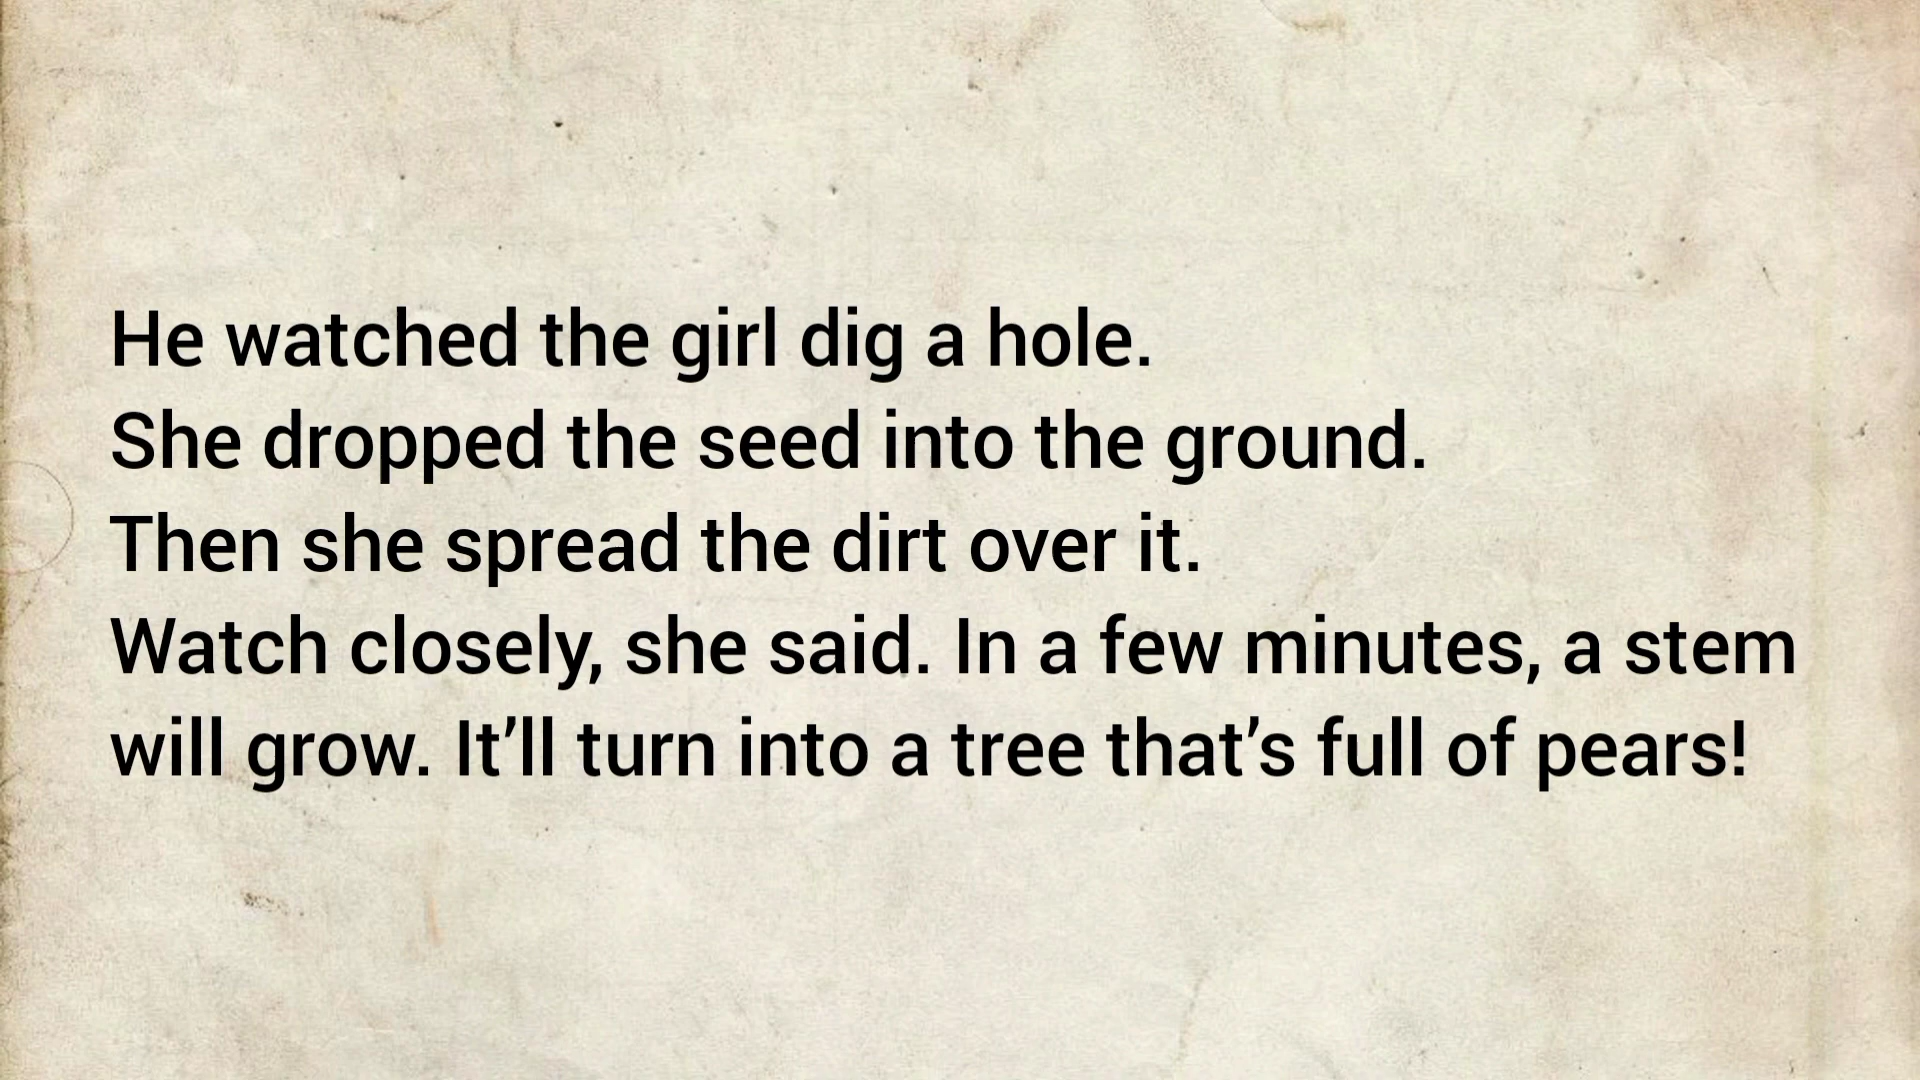 He watched the girl dig a hole.
She dropped the seed into the ground.
Then she spread the dirt over it.
Watch closely, she said. In a few minutes, a stem
will grow. It’ll turn into a tree that’s full of pears!